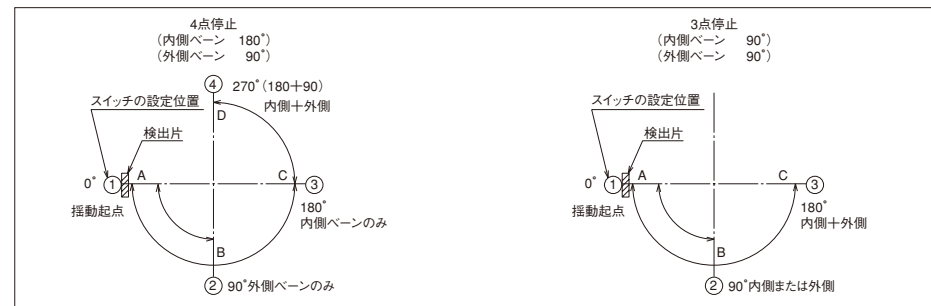 4点停止
(内側ベーン 180°)
(外側ベーン 90°)
④ 270°(180+90)
内側+外側
スイッチの設定位置
D
検出片
0° ① A
C ③
揺動起点
180°
内側ベーンのみ
B
② 90°外側ベーンのみ
3点停止
(内側ベーン 90°)
(外側ベーン 90°)
スイッチの設定位置
検出片
0° ① A
C ③
揺動起点
180°
内側+外側
B
② 90°内側または外側